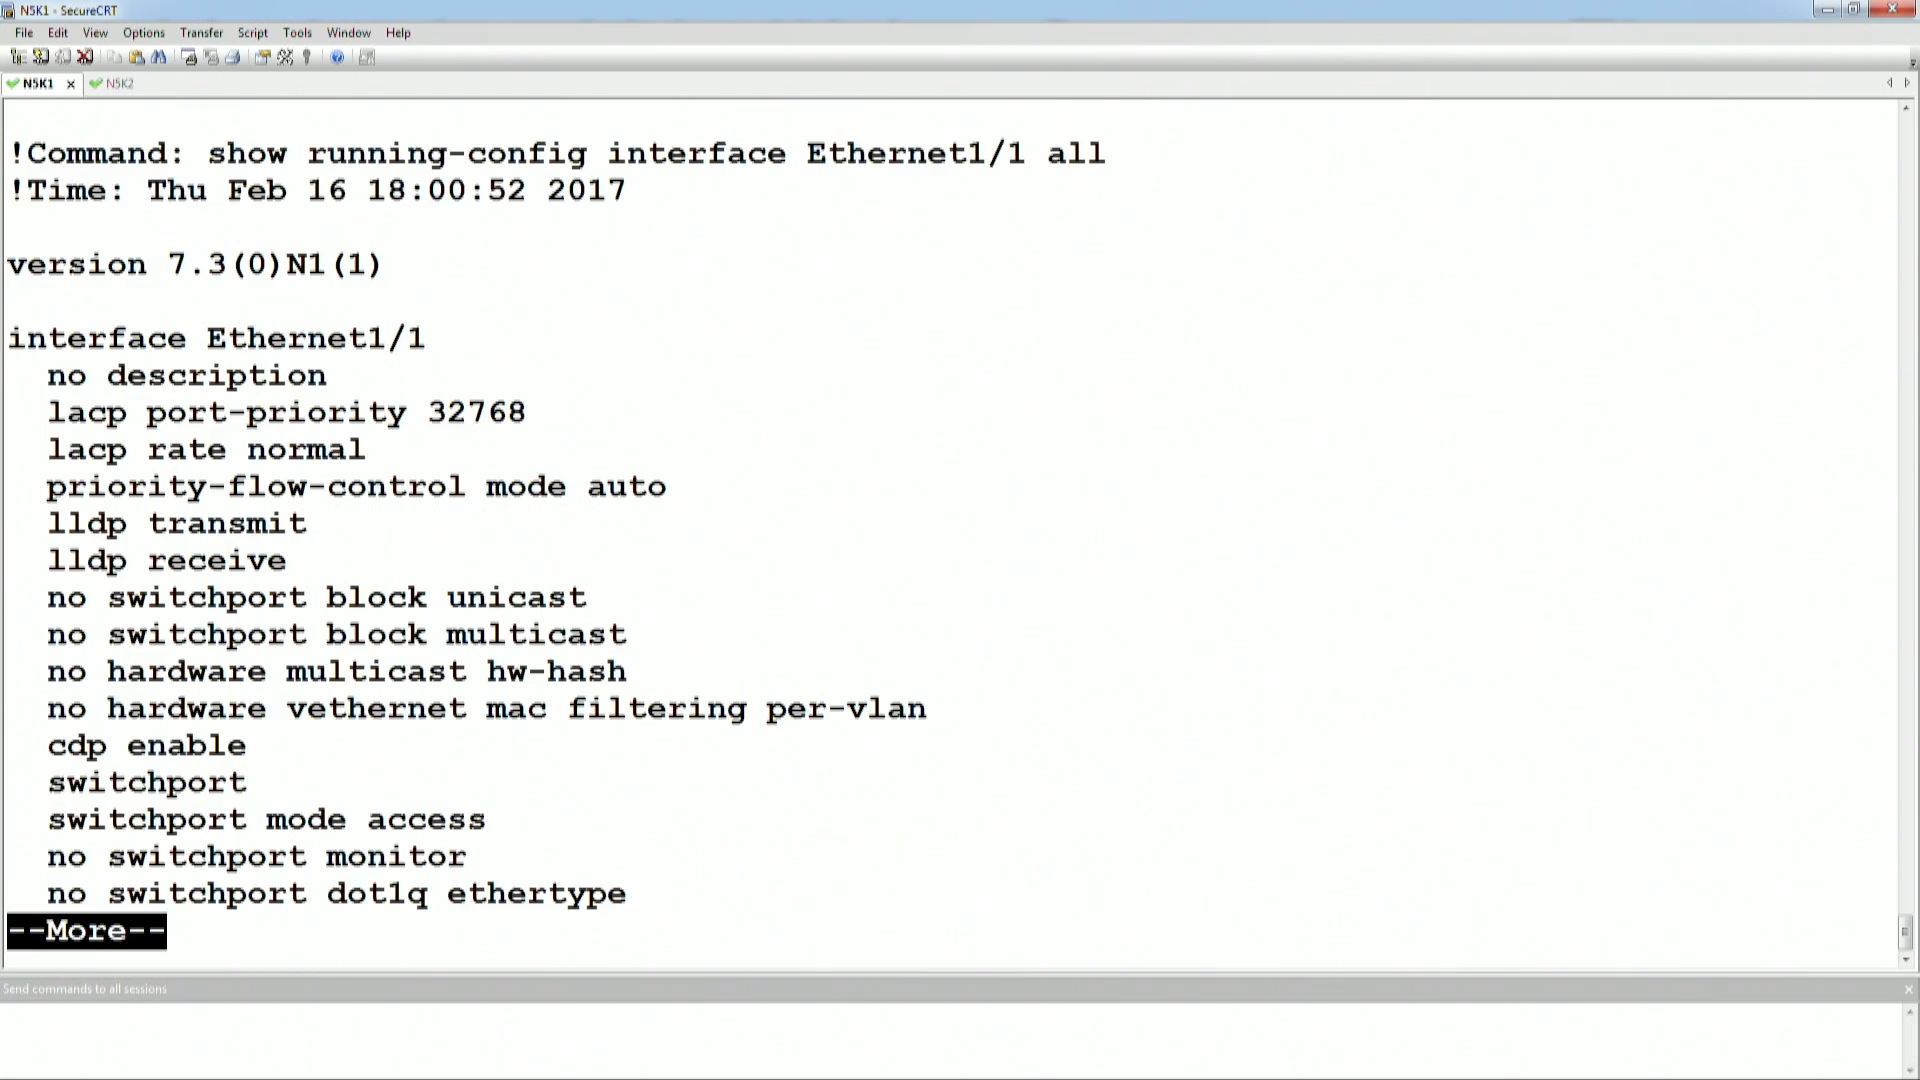 N5K1 - SecureCRT
File Edit View Options Transfer Script Tools Window Help
N5K1 N5K2
!Command: show running-config interface Ethernet1/1 all
!Time: Thu Feb 16 18:00:52 2017
version 7.3(0)N1(1)
interface Ethernet1/1
no description
lacp port-priority 32768
lacp rate normal
priority-flow-control mode auto
lldp transmit
lldp receive
no switchport block unicast
no switchport block multicast
no hardware multicast hw-hash
no hardware vethernet mac filtering per-vlan
cdp enable
switchport
switchport mode access
no switchport monitor
no switchport dot1q ethertype
--More--
Send commands to all sessions